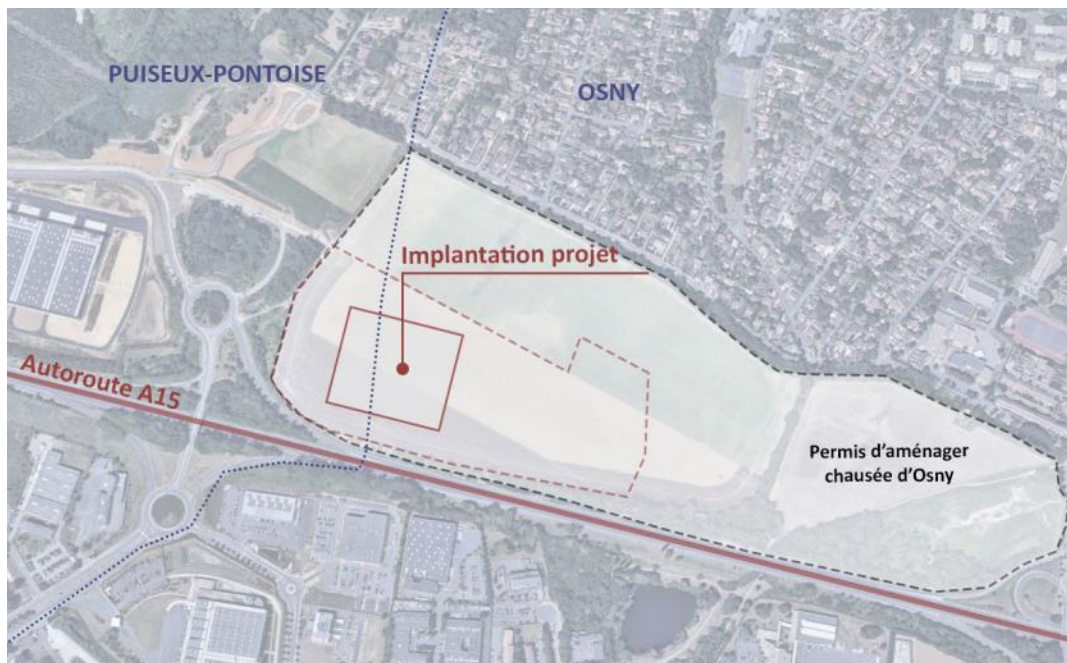 PUISEUX-PONTOISE
OSNY
Implantation projet
Autoroute A15
Permis d'aménager
chausée d'Osny